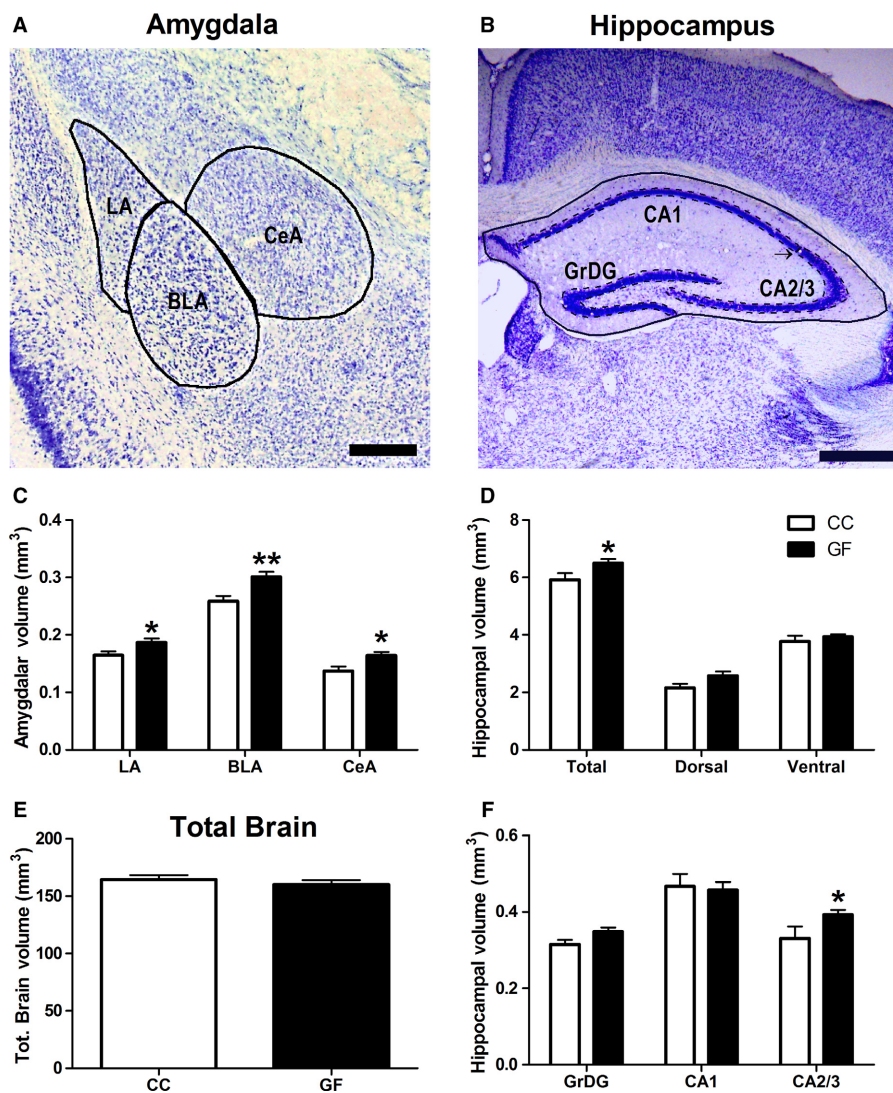 A Amygdala
LA
CeA
BLA
B Hippocampus
CA1
GrDG
CA2/3
C
Amygdalar volume (mm³)
0.4
0.3
0.2
0.1
0.0
* ** *
LA BLA CeA
D
Hippocampal volume (mm³)
8
6
4
2
0
*
CC
GF
Total Dorsal Ventral
E Total Brain
Tot. Brain volume (mm³)
200
150
100
50
0
CC GF
F
Hippocampal volume (mm³)
0.6
0.4
0.2
0.0
*
GrDG CA1 CA2/3